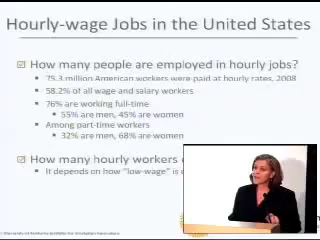 Hourly-wage Jobs in the United States
How many people are employed in hourly jobs?
75.3 million American workers were paid at hourly rates, 2008
58.2% of all wage and salary workers
76% are working full-time
55% are men, 45% are women
Among part-time workers
32% are men, 68% are women
How many hourly workers
It depends on how "low-wage" is